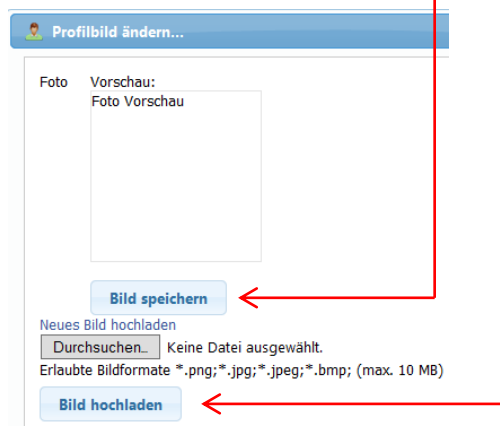 Profilbild ändern...
Foto Vorschau:
Foto Vorschau
Bild speichern
Neues Bild hochladen
Durchsuchen… Keine Datei ausgewählt.
Erlaubte Bildformate *.png;*.jpg;*.jpeg;*.bmp; (max. 10 MB)
Bild hochladen